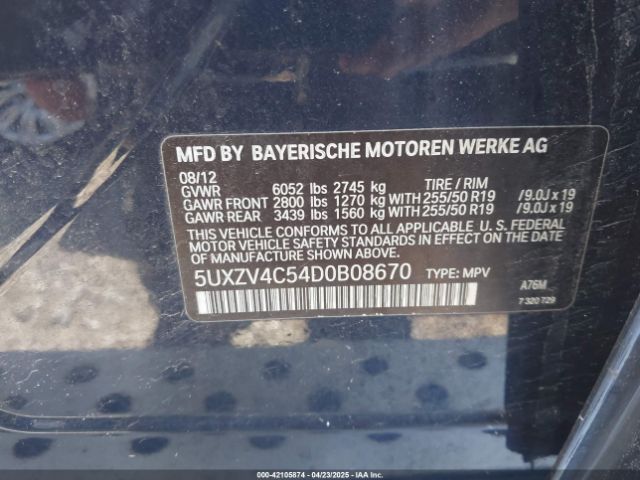 MFD BY BAYERISCHE MOTOREN WERKE AG
08/12
GVWR 6052 lbs 2745 kg TIRE / RIM
GAWR FRONT 2800 lbs 1270 kg WITH 255/50 R19 /9.0J x 19
GAWR REAR 3439 lbs 1560 kg WITH 255/50 R19 /9.0J x 19
THIS VEHICLE CONFORMS TO ALL APPLICABLE U. S. FEDERAL
MOTOR VEHICLE SAFETY STANDARDS IN EFFECT ON THE DATE
OF MANUFACTURE SHOWN ABOVE.
5UXZV4C54D0B08670 TYPE: MPV
A76M
7 320 729
000-42105874 - 04/23/2025 - IAAI.COM